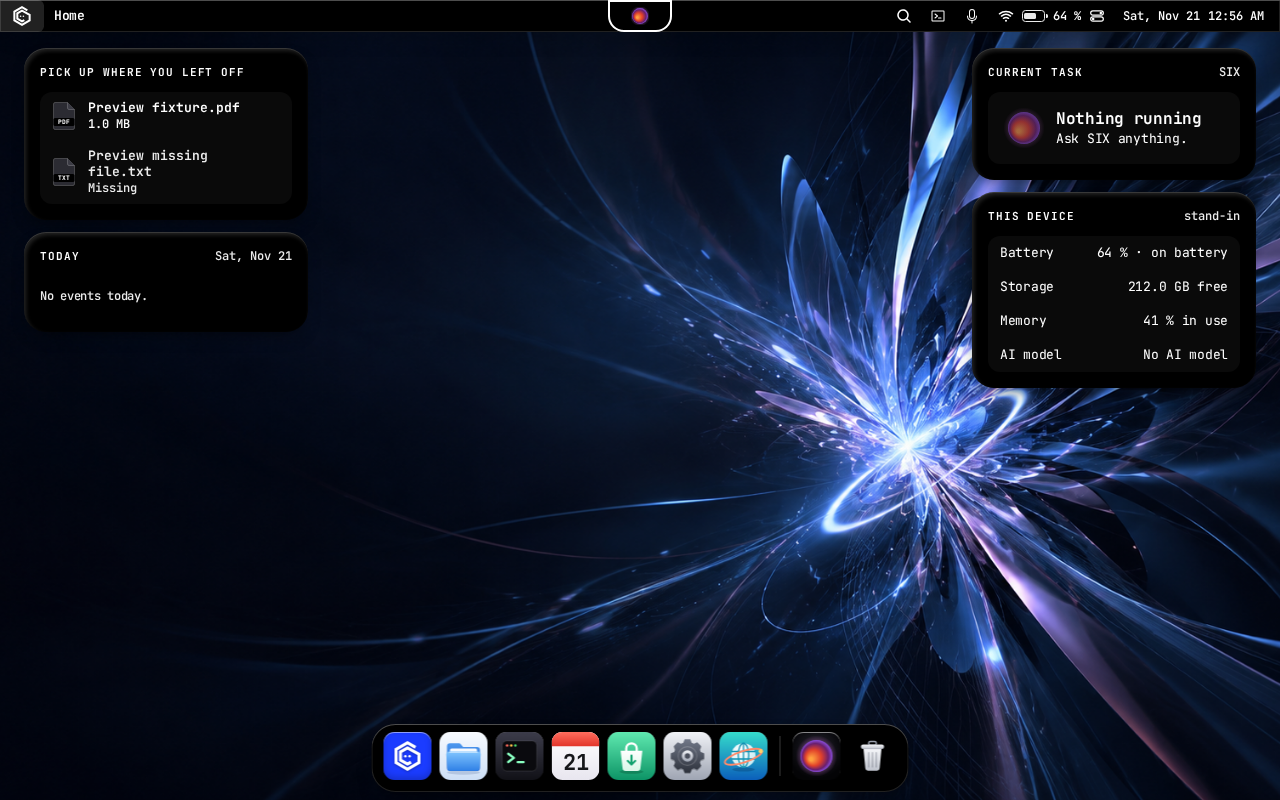 Home
64 %
Sat, Nov 21 12:56 AM
PICK UP WHERE YOU LEFT OFF
PDF
Preview fixture.pdf
1.0 MB
TXT
Preview missing
file.txt
Missing
TODAY
Sat, Nov 21
No events today.
CURRENT TASK
SIX
Nothing running
Ask SIX anything.
THIS DEVICE
stand-in
Battery
64 % · on battery
Storage
212.0 GB free
Memory
41 % in use
AI model
No AI model
21